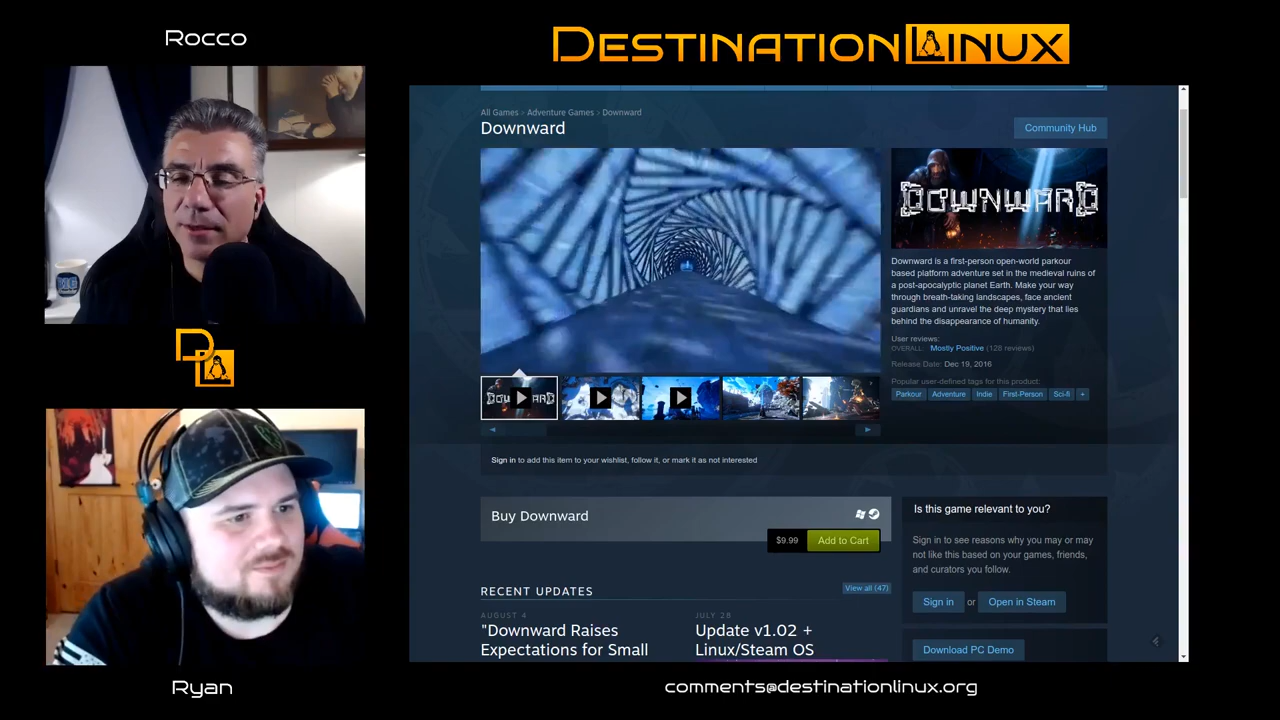 Rocco
DESTINATION LINUX
All Games > Adventure Games > Downward
Downward
Community Hub
DOWNWARD
Downward is a first-person open-world parkour
based platform adventure set in the medieval ruins of
a post-apocalyptic planet Earth. Make your way
through breath-taking landscapes, face ancient
guardians and unravel the deep mystery that lies
behind the disappearance of humanity.
User reviews:
OVERALL: Mostly Positive (128 reviews)
Release Date: Dec 19, 2016
Popular user-defined tags for this product:
Parkour Adventure Indie First-Person Sci-fi +
DL
DOWNWARD
Sign in to add this item to your wishlist, follow it, or mark it as not interested
Buy Downward
$9.99 Add to Cart
Is this game relevant to you?
Sign in to see reasons why you may or may
not like this based on your games, friends,
and curators you follow.
Sign in or Open in Steam
RECENT UPDATES
View all (47)
AUGUST 4
"Downward Raises
Expectations for Small
JULY 28
Update v1.02 +
Linux/Steam OS
Download PC Demo
Ryan
comments@destinationlinux.org